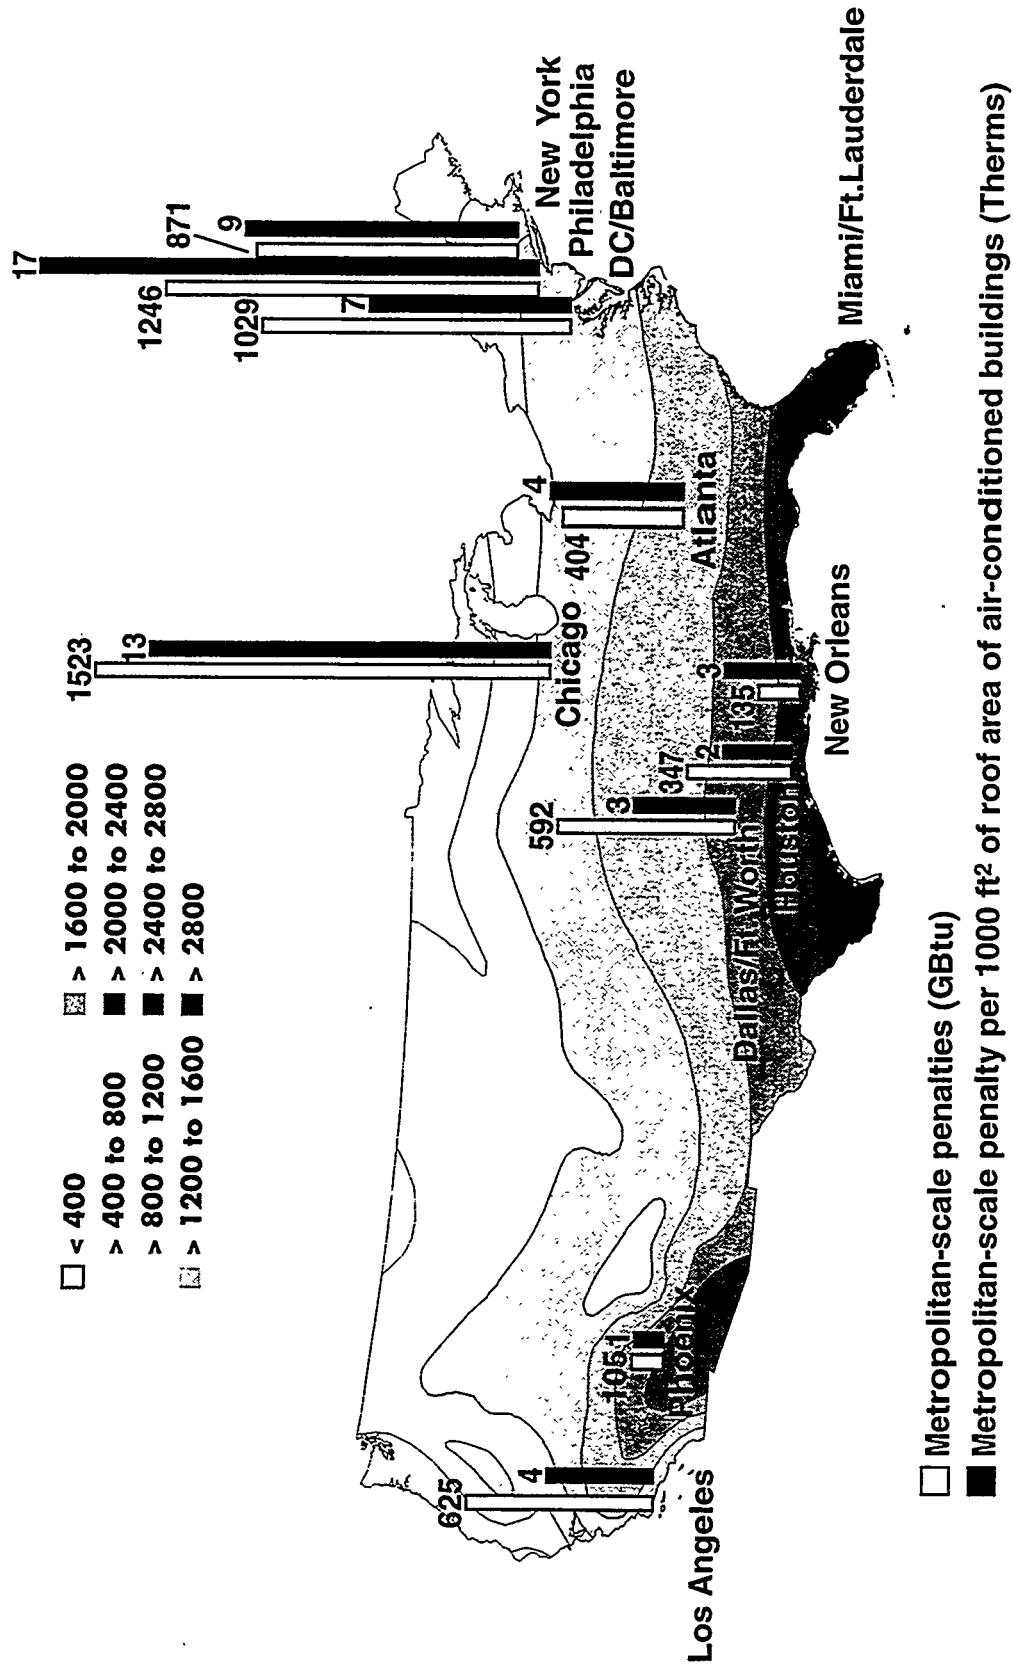 < 400
> 400 to 800
> 800 to 1200
> 1200 to 1600
> 1600 to 2000
> 2000 to 2400
> 2400 to 2800
> 2800
625
4
Los Angeles
1051
Phoenix
592
3
Dallas/Ft. Worth
347
2
Houston
135
3
New Orleans
1523
13
Chicago
404
4
Atlanta
1029
7
1246
17
871
9
New York
Philadelphia
DC/Baltimore
Miami/Ft.Lauderdale
Metropolitan-scale penalties (GBtu)
Metropolitan-scale penalty per 1000 ft² of roof area of air-conditioned buildings (Therms)